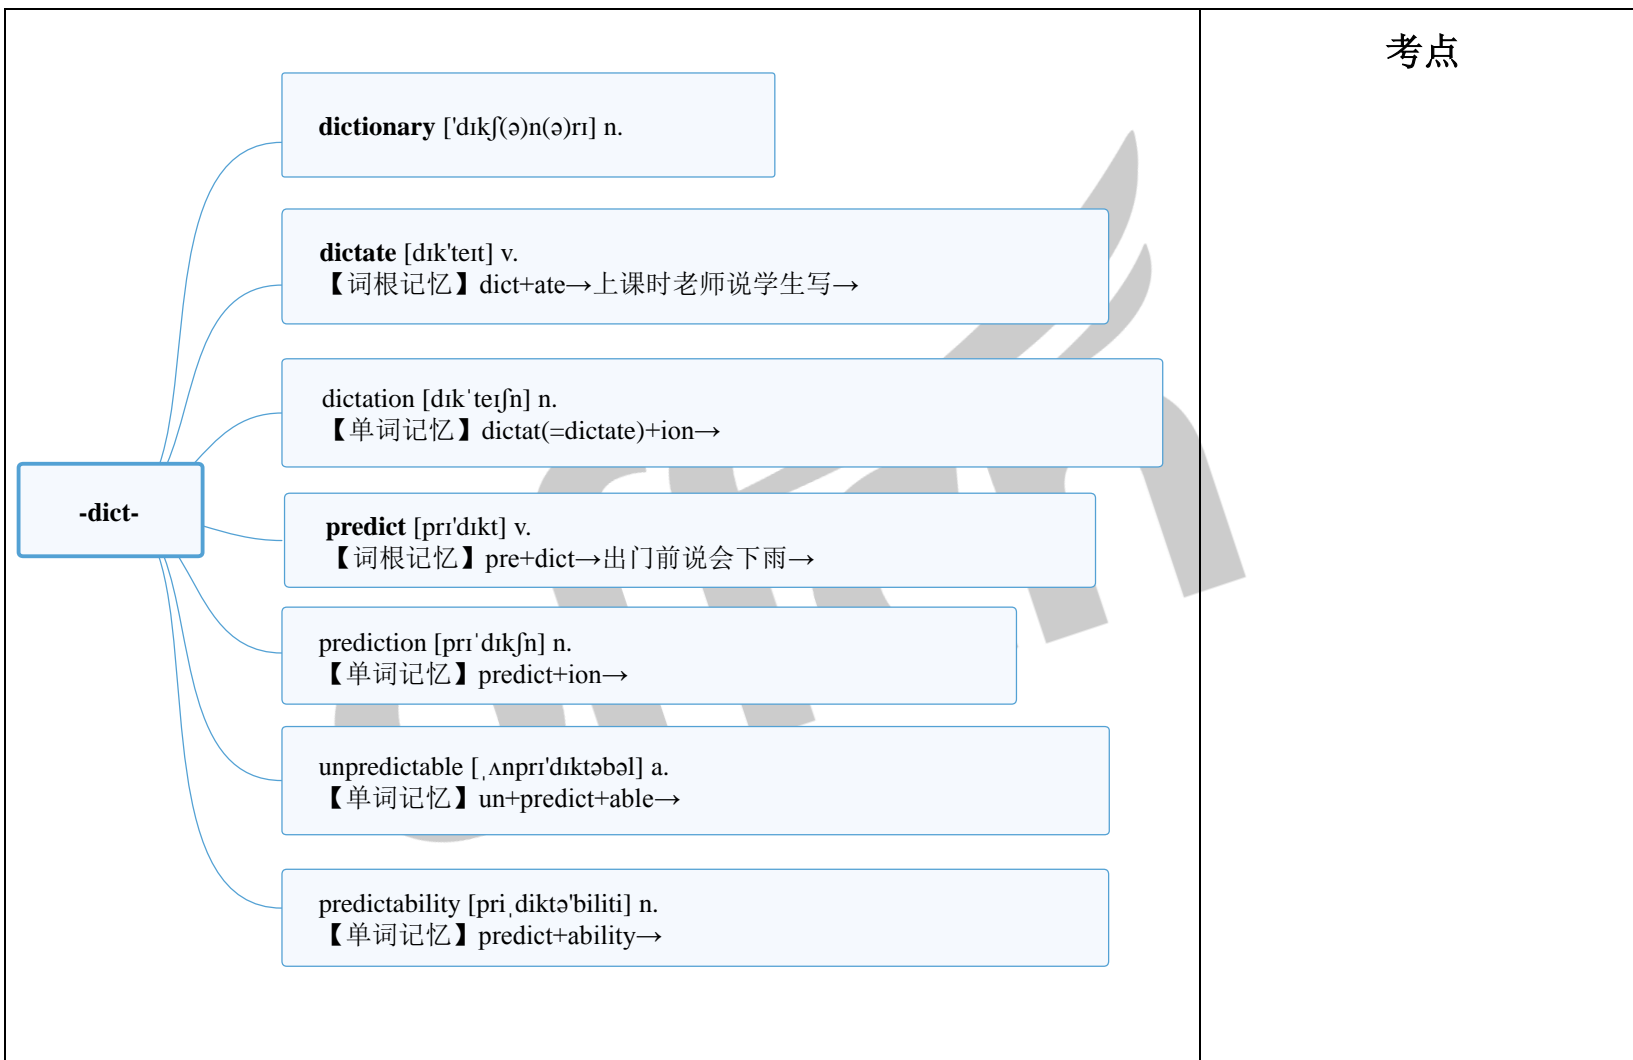 考点
dictionary ['dɪkʃ(ə)n(ə)rɪ] n.
dictate [dɪk'teɪt] v.
【词根记忆】dict+ate→上课时老师说学生写→
dictation [dɪkˈteɪʃn] n.
【单词记忆】dictat(=dictate)+ion→
-dict-
predict [prɪ'dɪkt] v.
【词根记忆】pre+dict→出门前说会下雨→
prediction [prɪˈdɪkʃn] n.
【单词记忆】predict+ion→
unpredictable [ˌʌnprɪ'dɪktəbəl] a.
【单词记忆】un+predict+able→
predictability [priˌdiktə'biliti] n.
【单词记忆】predict+ability→